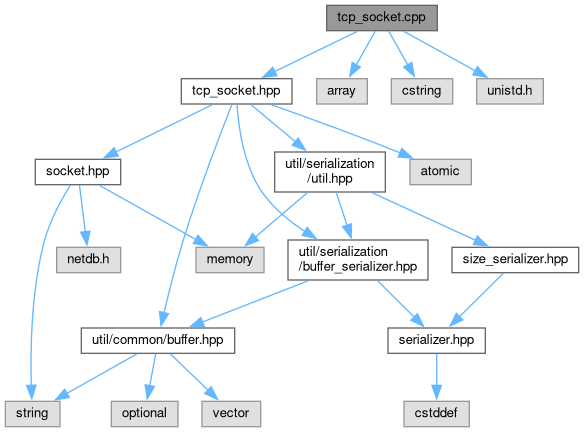 tcp_socket.cpp
tcp_socket.hpp
array
cstring
unistd.h
socket.hpp
util/serialization
/util.hpp
atomic
netdb.h
memory
util/serialization
/buffer_serializer.hpp
size_serializer.hpp
util/common/buffer.hpp
serializer.hpp
string
optional
vector
cstddef